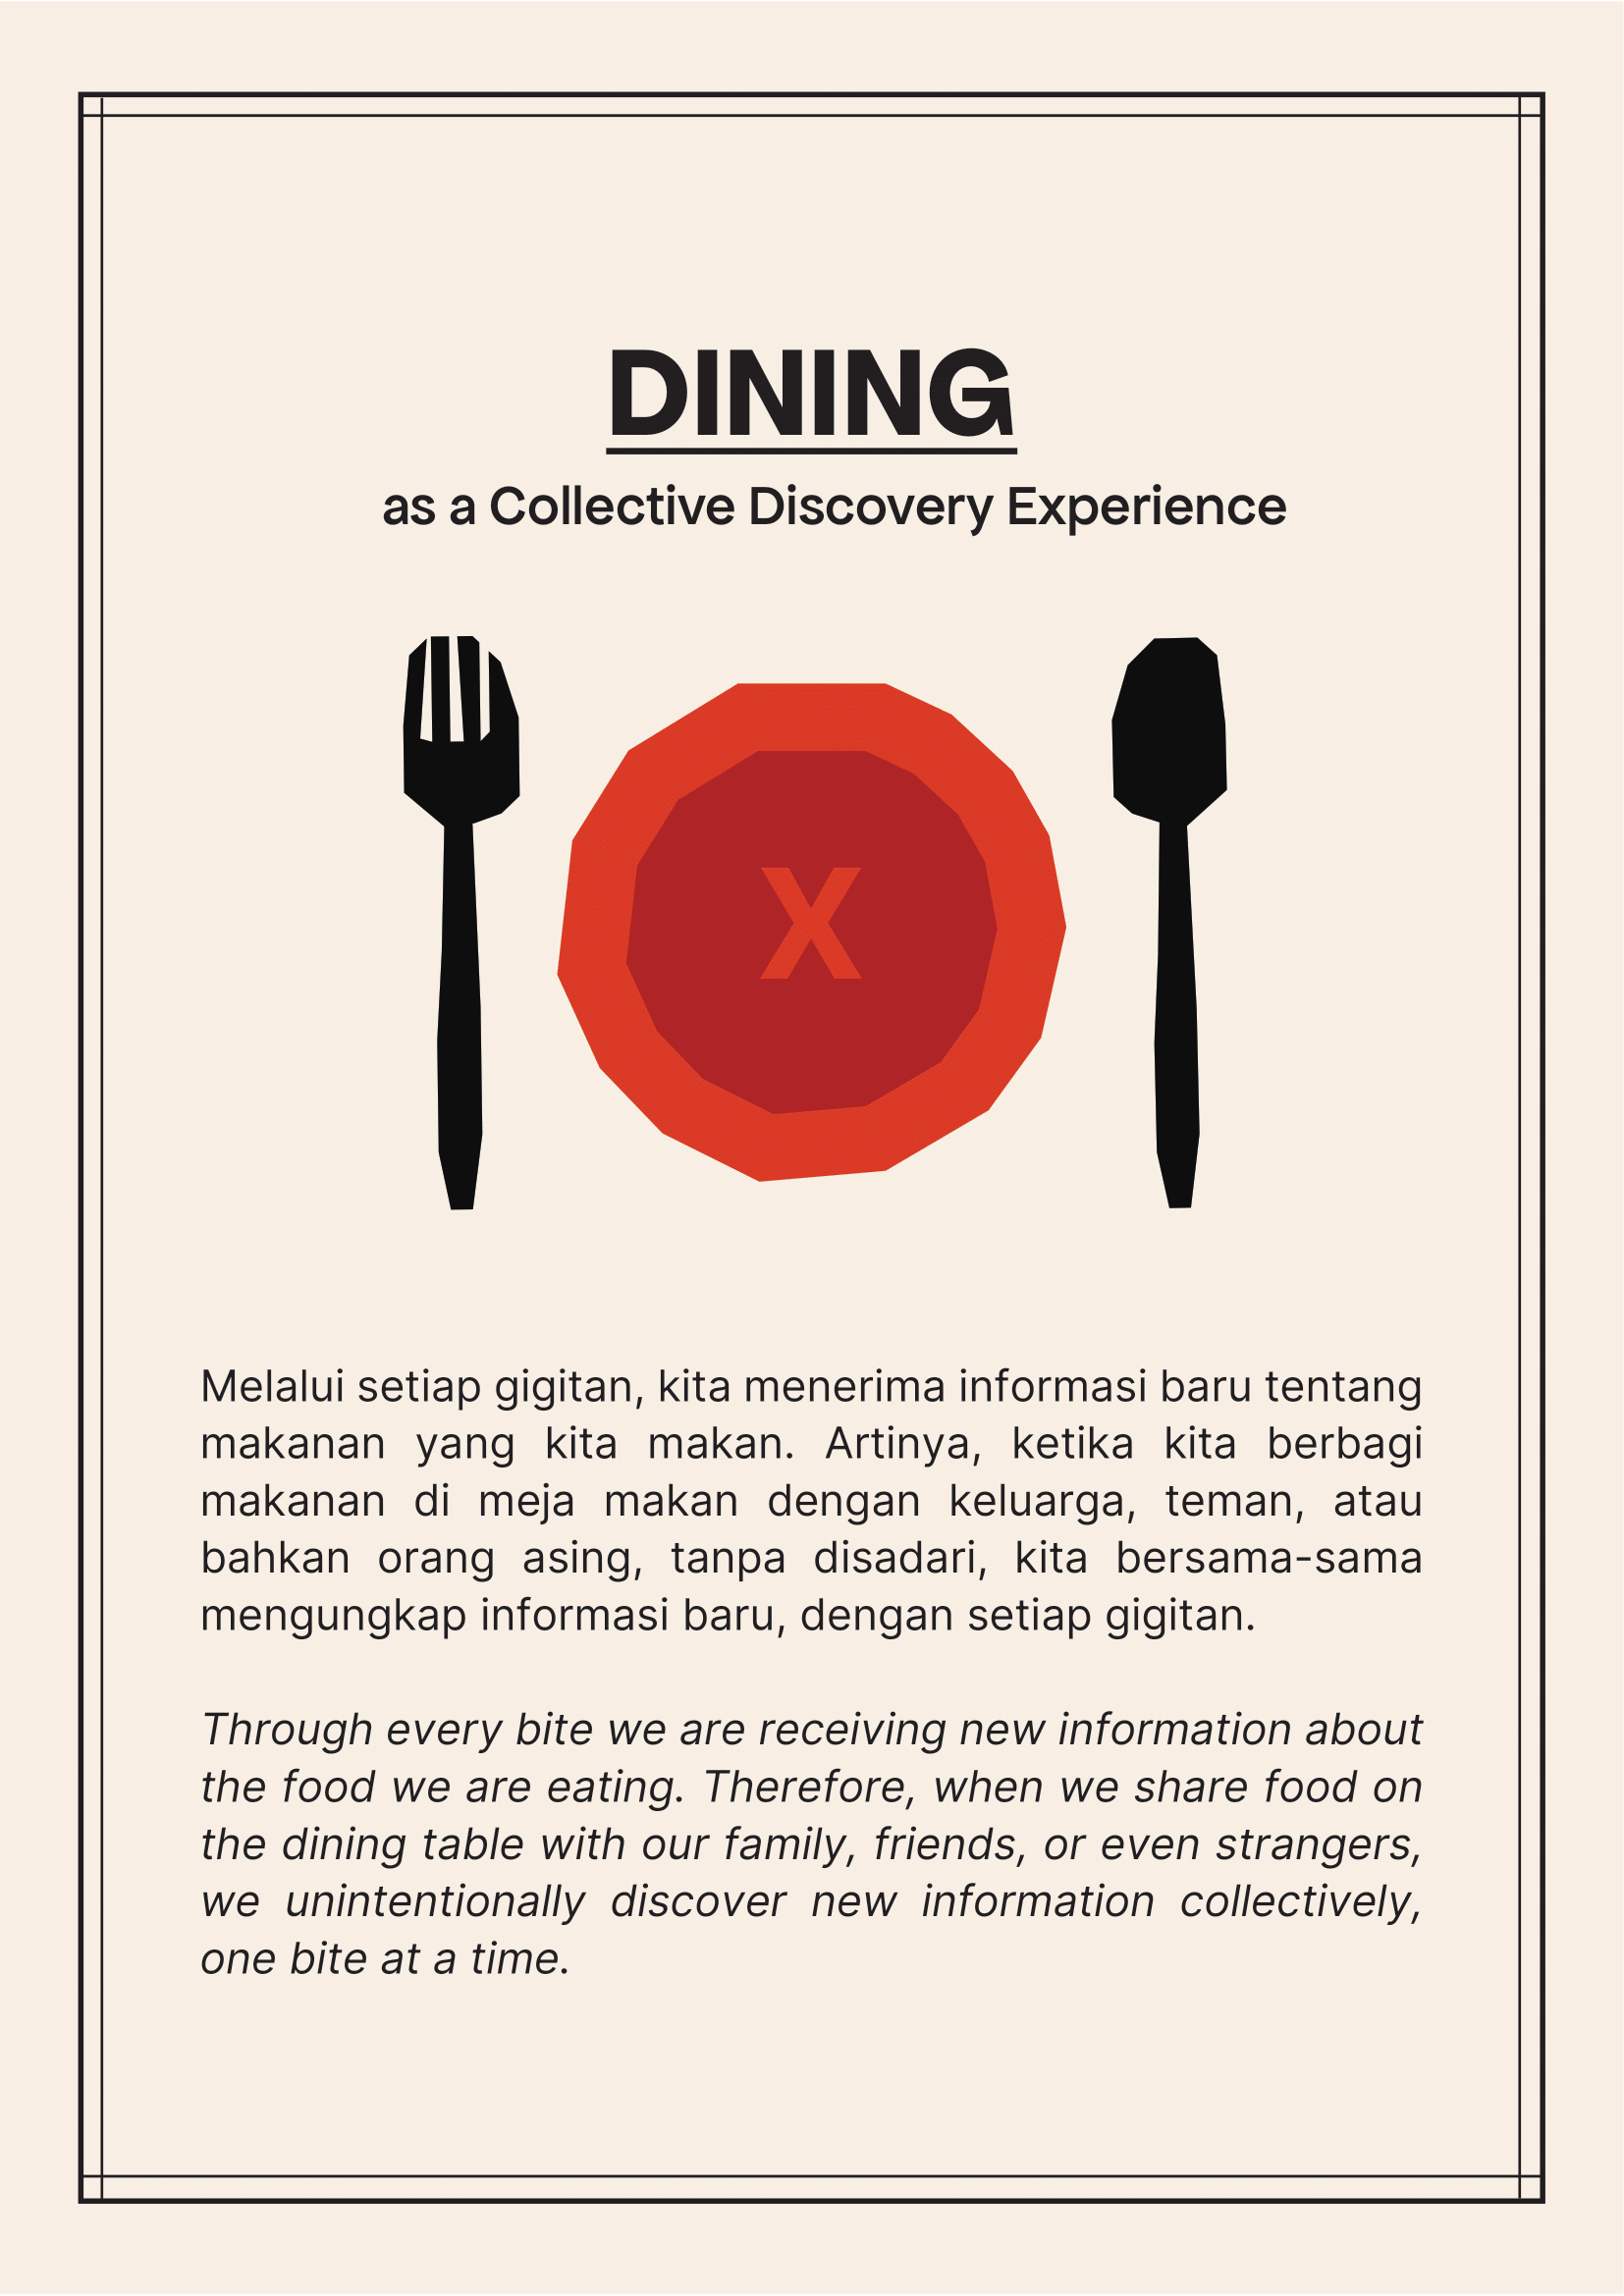 DINING
as a Collective Discovery Experience
X
Melalui setiap gigitan, kita menerima informasi baru tentang
makanan yang kita makan. Artinya, ketika kita berbagi
makanan di meja makan dengan keluarga, teman, atau
bahkan orang asing, tanpa disadari, kita bersama-sama
mengungkap informasi baru, dengan setiap gigitan.
Through every bite we are receiving new information about
the food we are eating. Therefore, when we share food on
the dining table with our family, friends, or even strangers,
we unintentionally discover new information collectively,
one bite at a time.